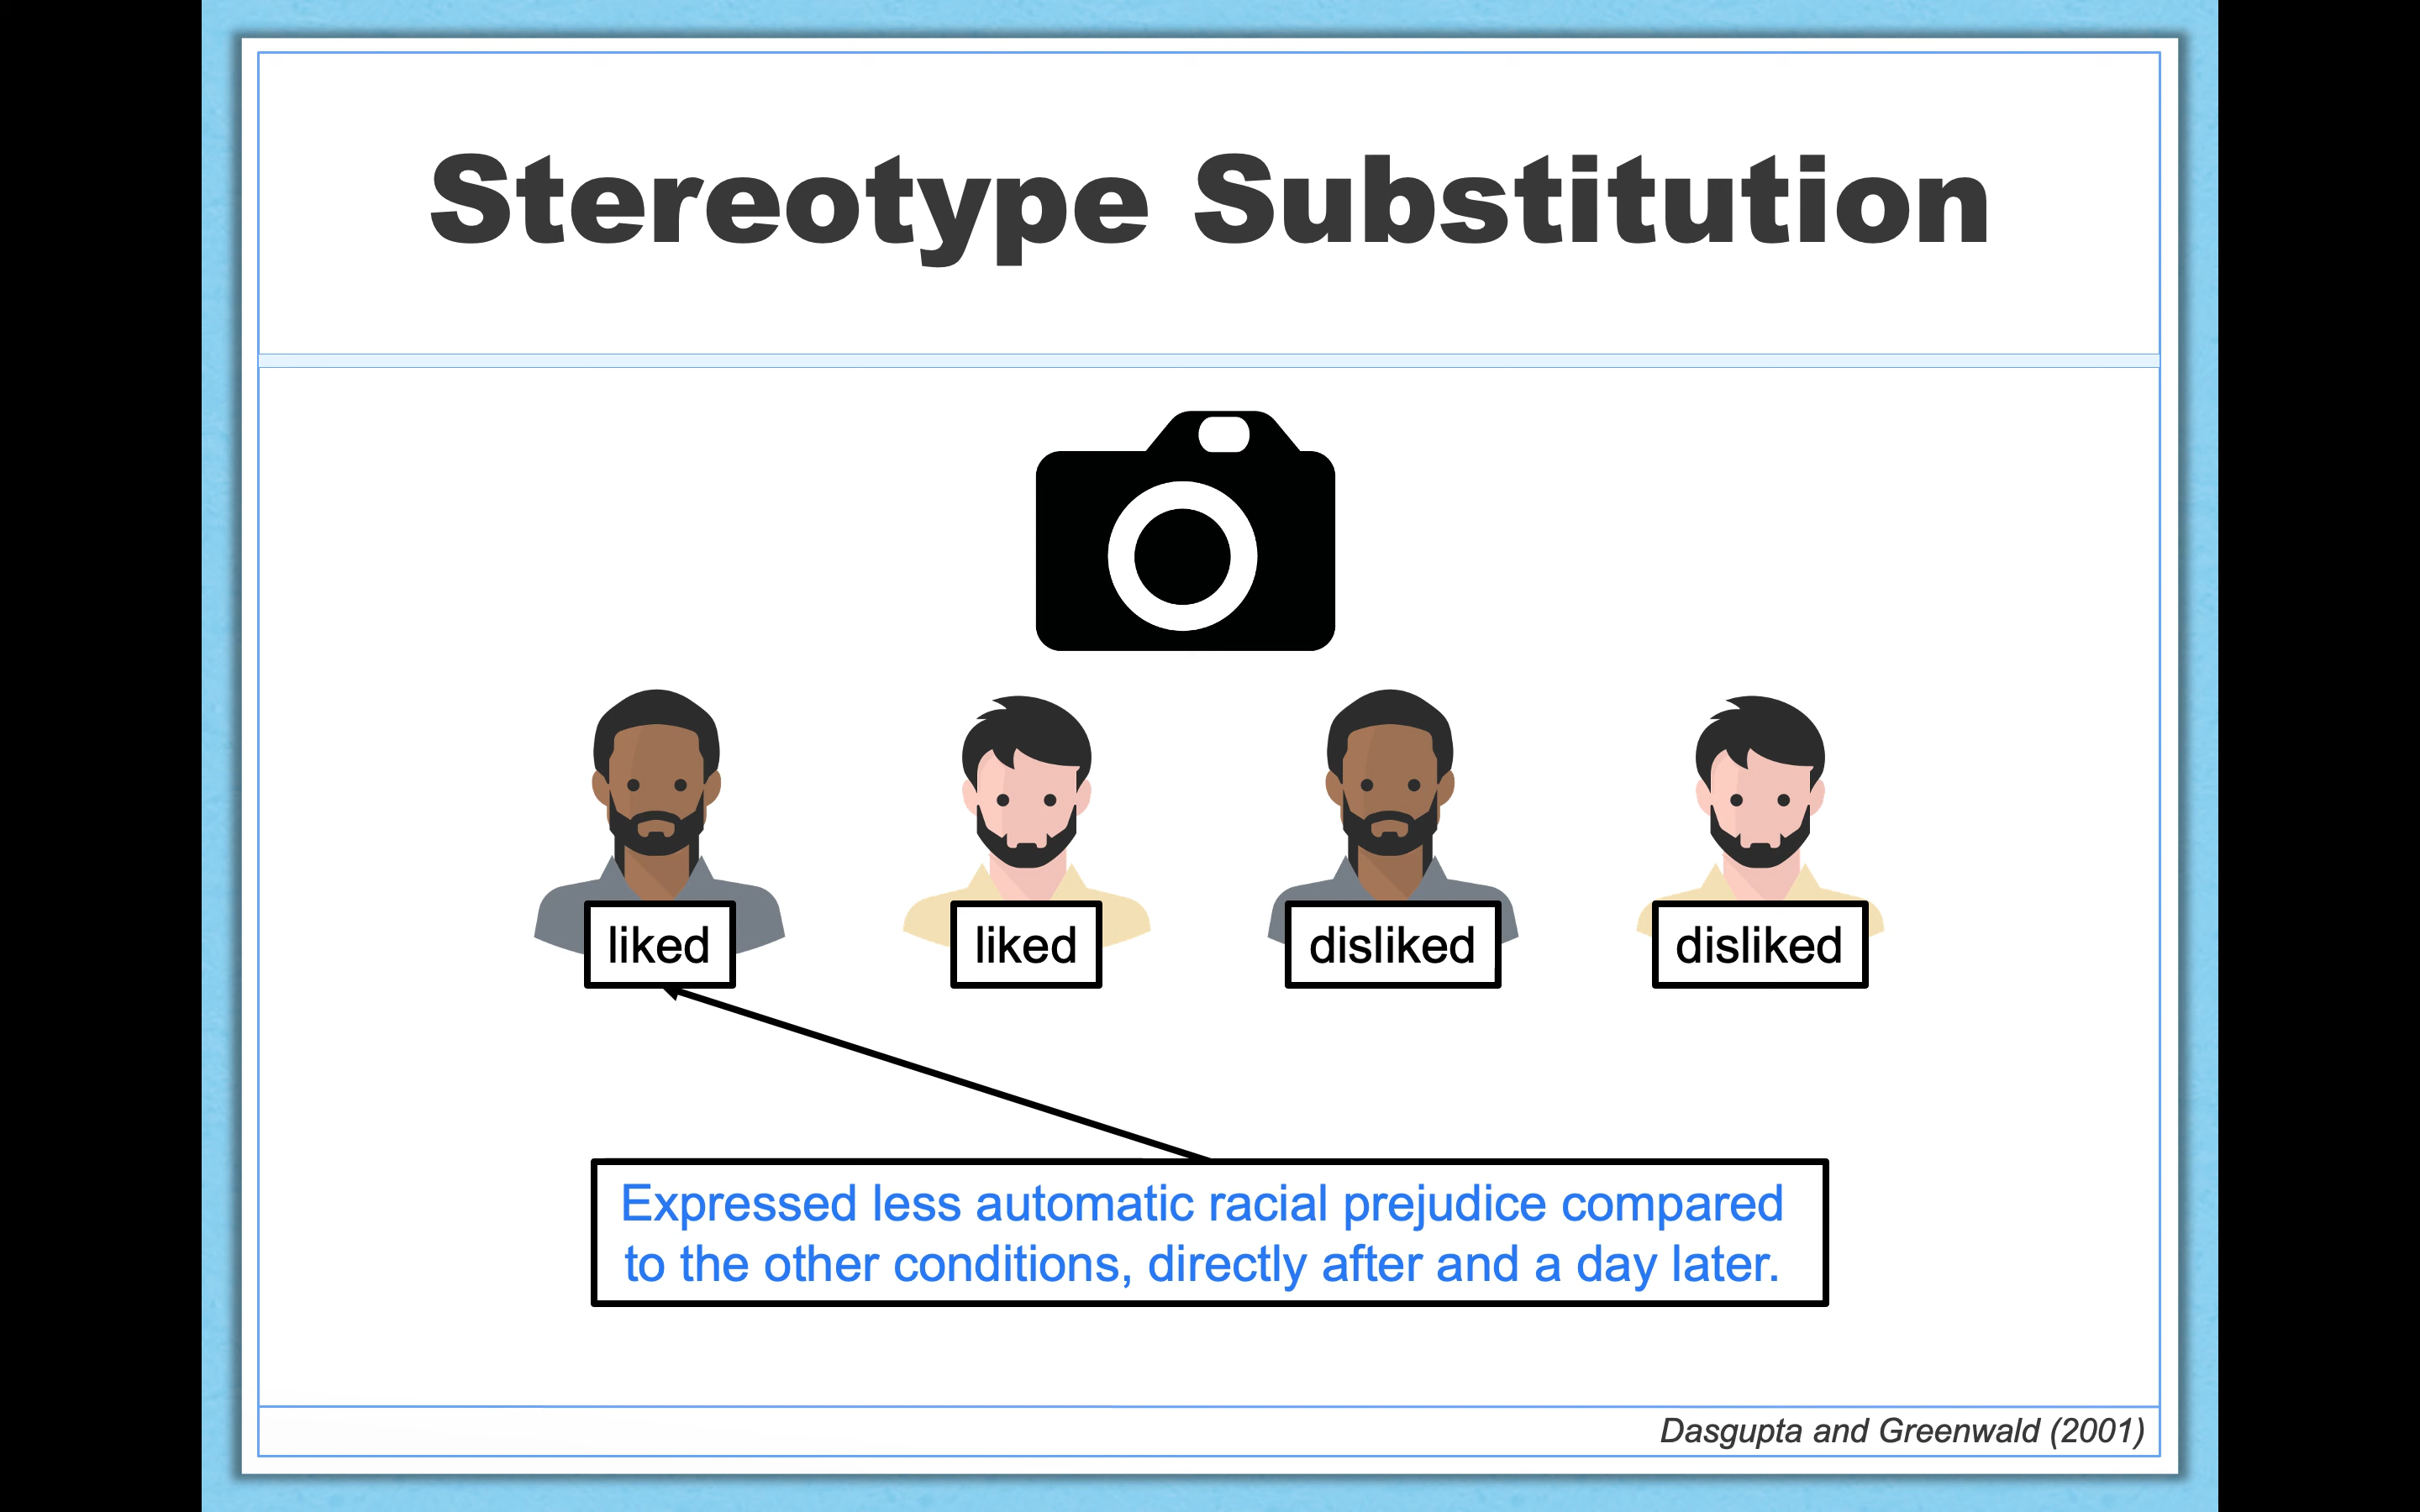 Stereotype Substitution
liked
liked
disliked
disliked
Expressed less automatic racial prejudice compared
to the other conditions, directly after and a day later.
Dasgupta and Greenwald (2001)